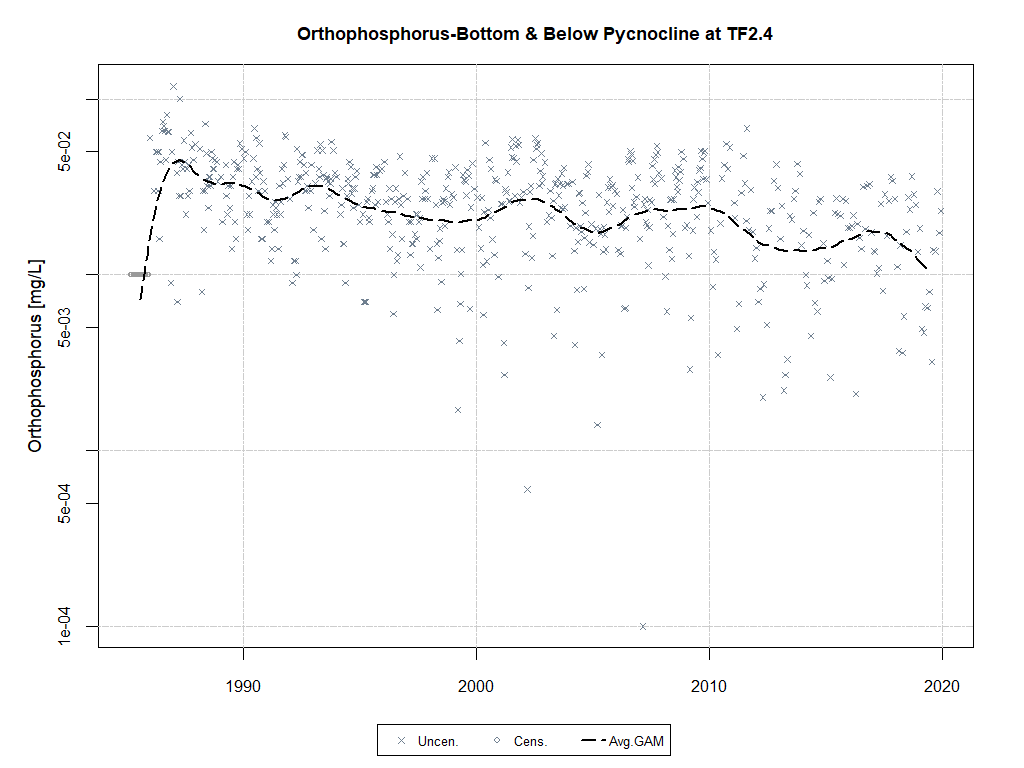 Orthophosphorus-Bottom & Below Pycnocline at TF2.4
Orthophosphorus [mg/L]
5e-02
5e-03
5e-04
1e-04
1990
2000
2010
2020
Uncen.
Cens.
Avg.GAM